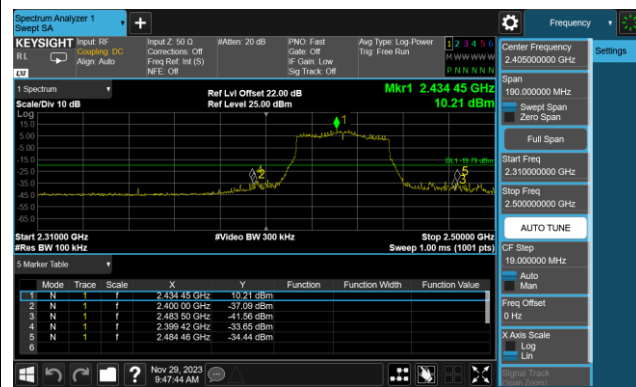 Spectrum Analyzer 1
Swept SA
Frequency
KEYSIGHT
RL
LXI
Input: RF
Coupling: DC
Align: Auto
Input Z: 50 Ω
Corrections: Off
Freq Ref: Int (S)
NFE: Off
#Atten: 20 dB
PNO: Fast
Gate: Off
IF Gain: Low
Sig Track: Off
Avg Type: Log-Power
Trig: Free Run
1 2 3 4 5 6
M W W W W W
P N N N N N
Center Frequency
2.405000000 GHz
Settings
Span
190.000000 MHz
Swept Span
Zero Span
Full Span
Start Freq
2.310000000 GHz
Stop Freq
2.500000000 GHz
AUTO TUNE
CF Step
19.000000 MHz
Auto
Man
Freq Offset
0 Hz
X Axis Scale
Log
Lin
Signal Track
(Span Zoom)
1 Spectrum
Scale/Div 10 dB
Log
Ref Lvl Offset 22.00 dB
Ref Level 25.00 dBm
Mkr1 2.434 45 GHz
10.21 dBm
15.0
5.00
-5.00
-15.0
-25.0
-35.0
-45.0
-55.0
-65.0
1
2
5
3
DL1 -19.79 dBm
Start 2.31000 GHz
#Res BW 100 kHz
#Video BW 300 kHz
Stop 2.50000 GHz
Sweep 1.00 ms (1001 pts)
5 Marker Table
Mode Trace Scale X Y Function Function Width Function Value
1 N 1 f 2.434 45 GHz 10.21 dBm
2 N 1 f 2.400 00 GHz -37.09 dBm
3 N 1 f 2.483 50 GHz -41.56 dBm
4 N 1 f 2.399 42 GHz -33.65 dBm
5 N 1 f 2.484 46 GHz -34.44 dBm
6
?
Nov 29, 2023
9:47:44 AM